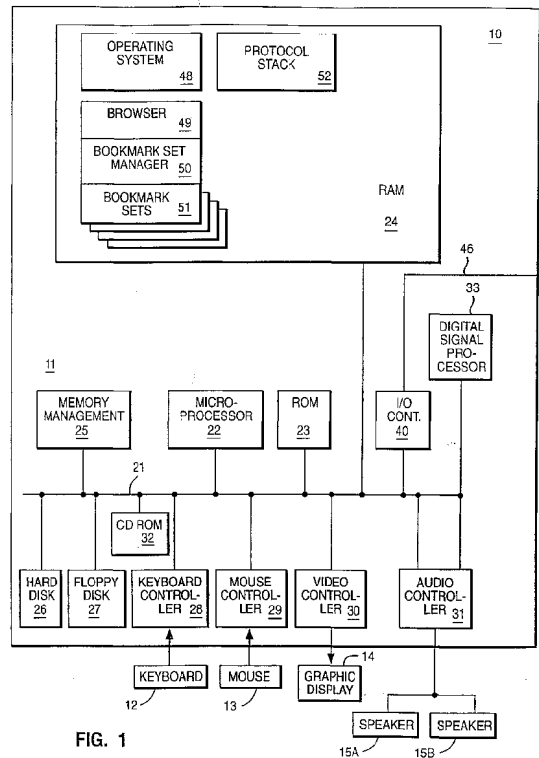 10
OPERATING
SYSTEM
48
PROTOCOL
STACK
52
BROWSER
49
BOOKMARK SET
MANAGER
50
BOOKMARK
SETS
51
RAM
24
46
33
DIGITAL
SIGNAL
PRO-
CESSOR
11
MEMORY
MANAGEMENT
25
MICRO-
PROCESSOR
22
ROM
23
I/O
CONT.
40
21
CD ROM
32
HARD
DISK
26
FLOPPY
DISK
27
KEYBOARD
CONTROL-
LER 28
MOUSE
CONTROL-
LER 29
VIDEO
CONTROL-
LER 30
AUDIO
CONTROL-
LER 31
KEYBOARD
12
MOUSE
13
14
GRAPHIC
DISPLAY
SPEAKER
15A
SPEAKER
15B
FIG. 1